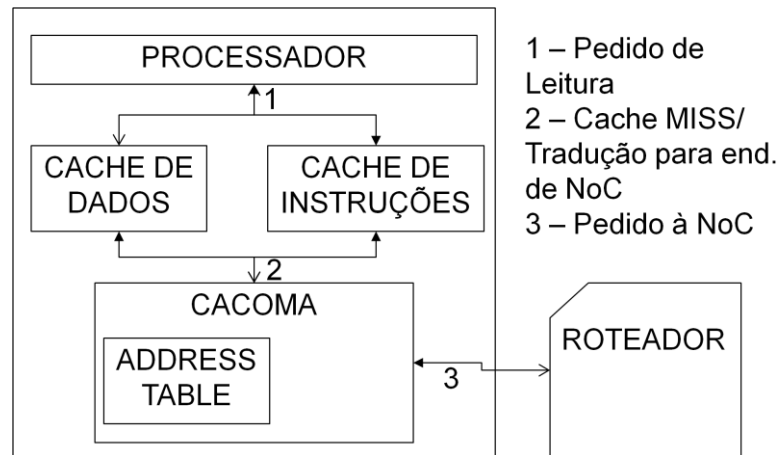 PROCESSADOR
1
CACHE DE
DADOS
CACHE DE
INSTRUÇÕES
2
CACOMA
ADDRESS
TABLE
3
ROTEADOR
1 – Pedido de
Leitura
2 – Cache MISS/
Tradução para end.
de NoC
3 – Pedido à NoC